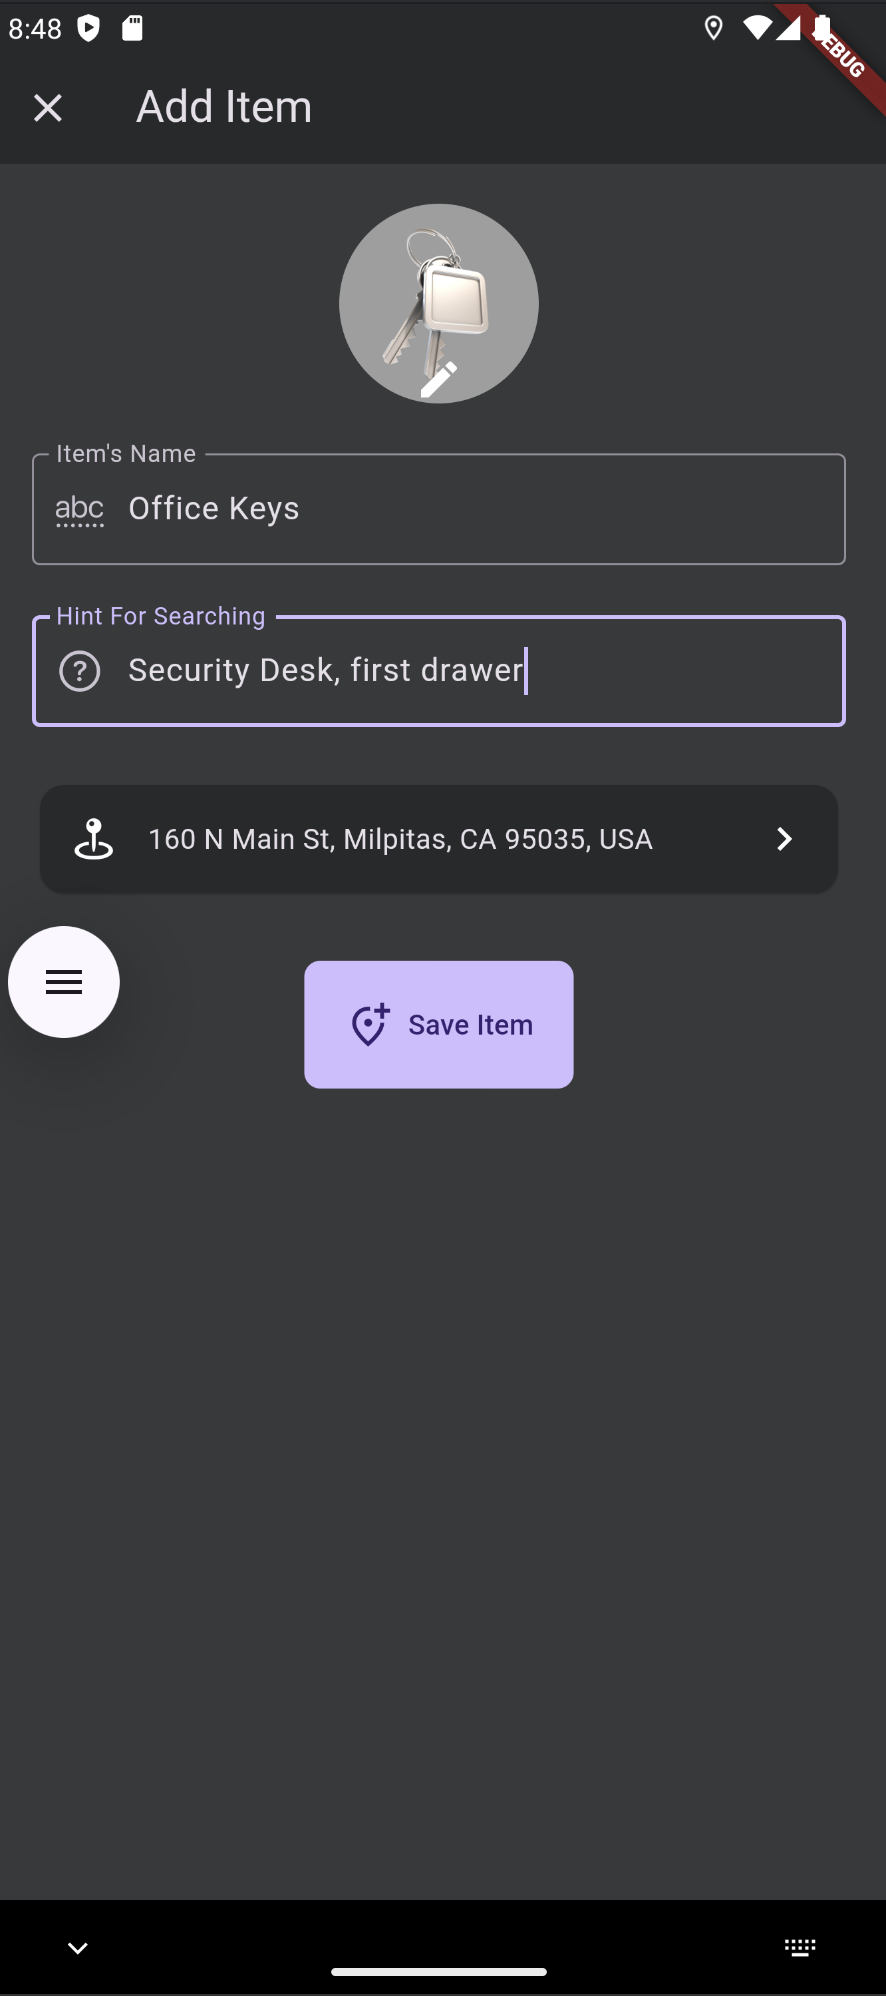 8:48
DEBUG
Add Item
Item's Name
abc Office Keys
Hint For Searching
? Security Desk, first drawer
160 N Main St, Milpitas, CA 95035, USA
Save Item